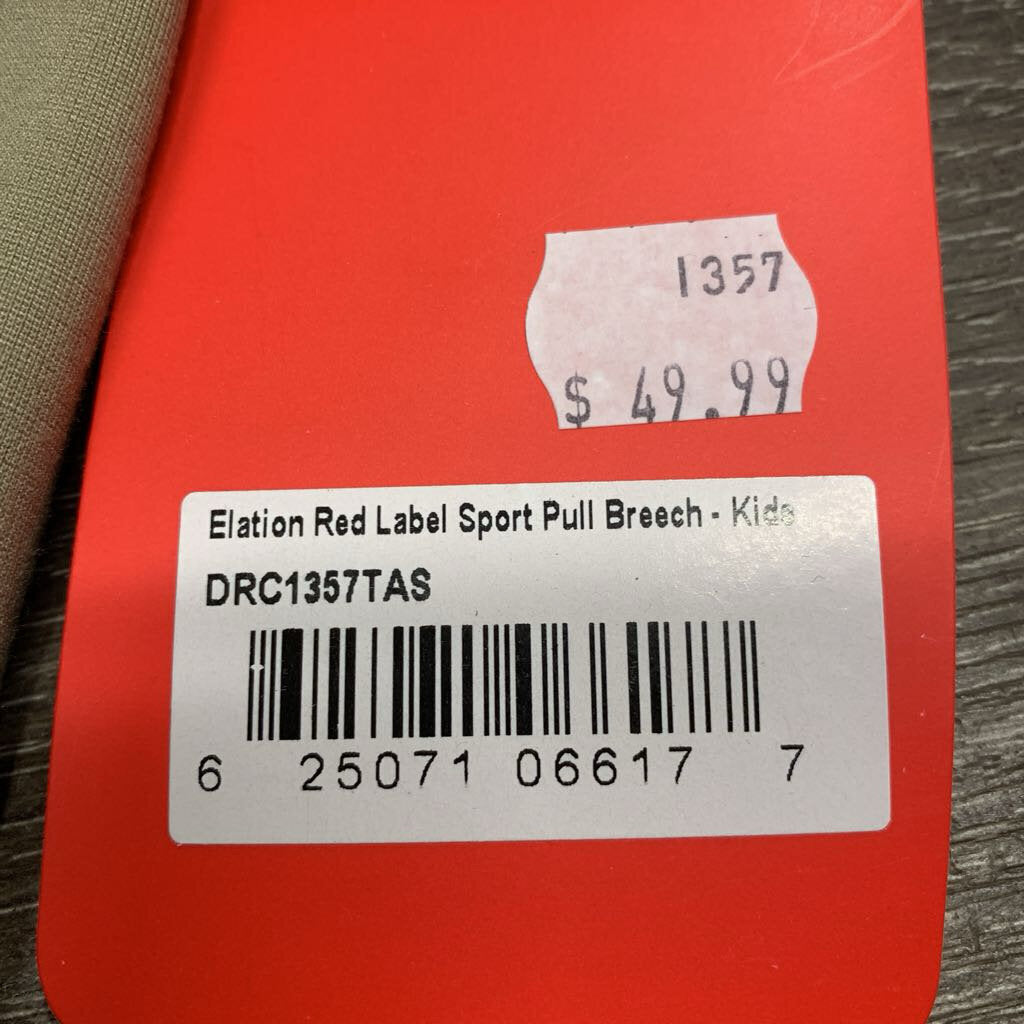 1357
$ 49.99
Elation Red Label Sport Pull Breech - Kids
DRC1357TAS
6 25071 06617 7